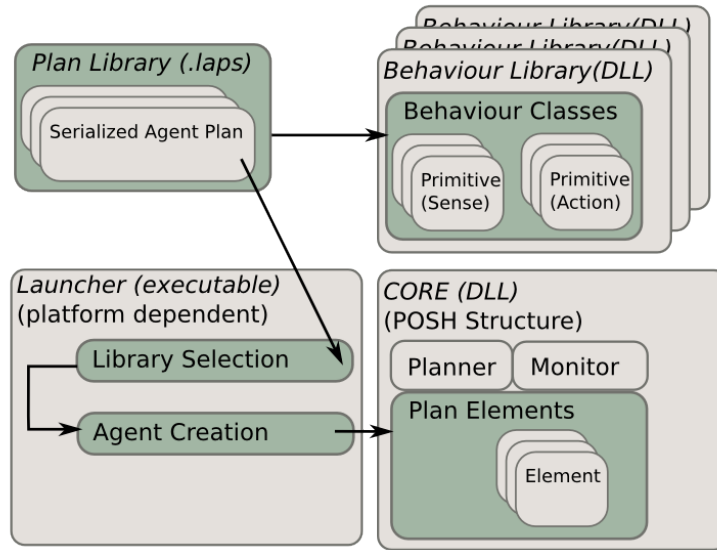 Plan Library (.laps)
Serialized Agent Plan
Behaviour Library(DLL)
Behaviour Library(DLL)
Behaviour Library(DLL)
Behaviour Classes
Primitive
(Sense)
Primitive
(Action)
Launcher (executable)
(platform dependent)
Library Selection
Agent Creation
CORE (DLL)
(POSH Structure)
Planner
Monitor
Plan Elements
Element